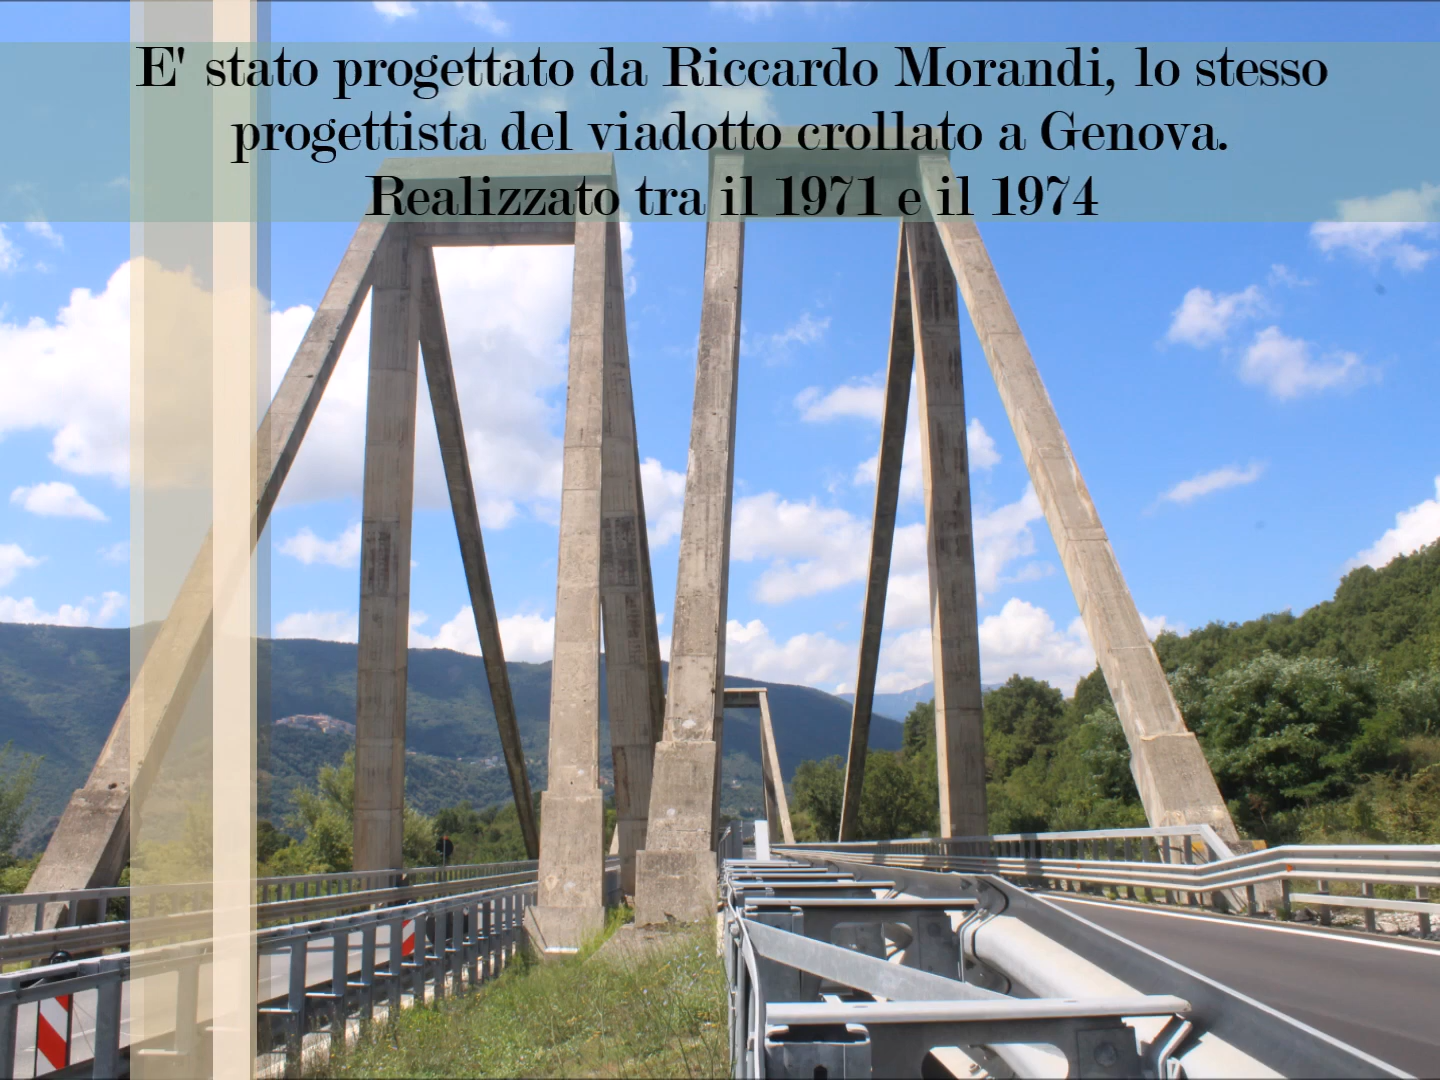 E' stato progettato da Riccardo Morandi, lo stesso
progettista del viadotto crollato a Genova.
Realizzato tra il 1971 e il 1974